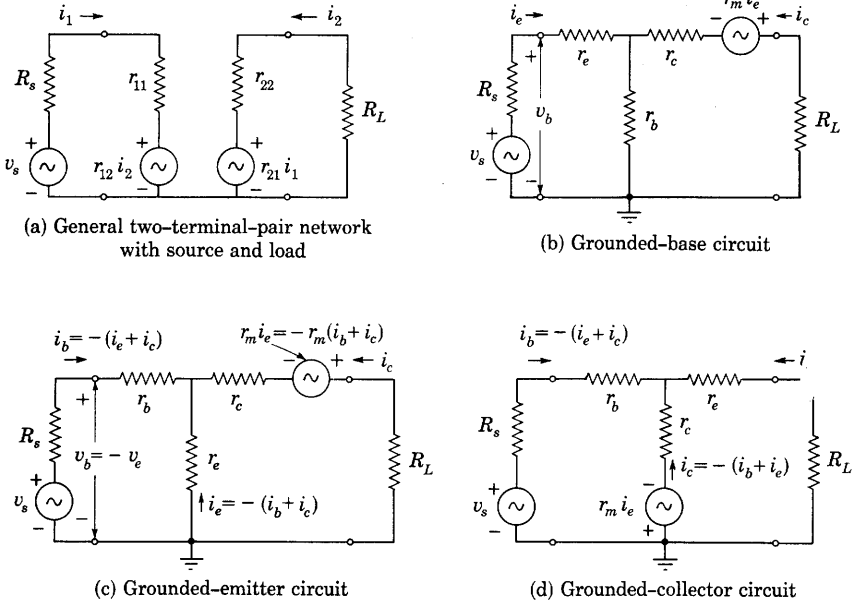 i1 →
← i2
Rs
r11
r22
RL
+
+
+
vs
r12 i2
r21 i1
−
−
−
(a) General two-terminal-pair network
with source and load
ie →
− +
← ic
+
re
rc
Rs
vb
rb
RL
+
vs
−
−
(b) Grounded-base circuit
ib = −(ie + ic)
→
rm ie = −rm(ib + ic)
− +
← ic
+
rb
rc
Rs
vb = − ve
re
RL
+
vs
↑ ie = − (ib + ic)
−
−
(c) Grounded-emitter circuit
ib = −(ie + ic)
→
← i
rb
re
Rs
rc
RL
↑ ic = −(ib + ie)
+
−
vs
rm ie
−
+
(d) Grounded-collector circuit